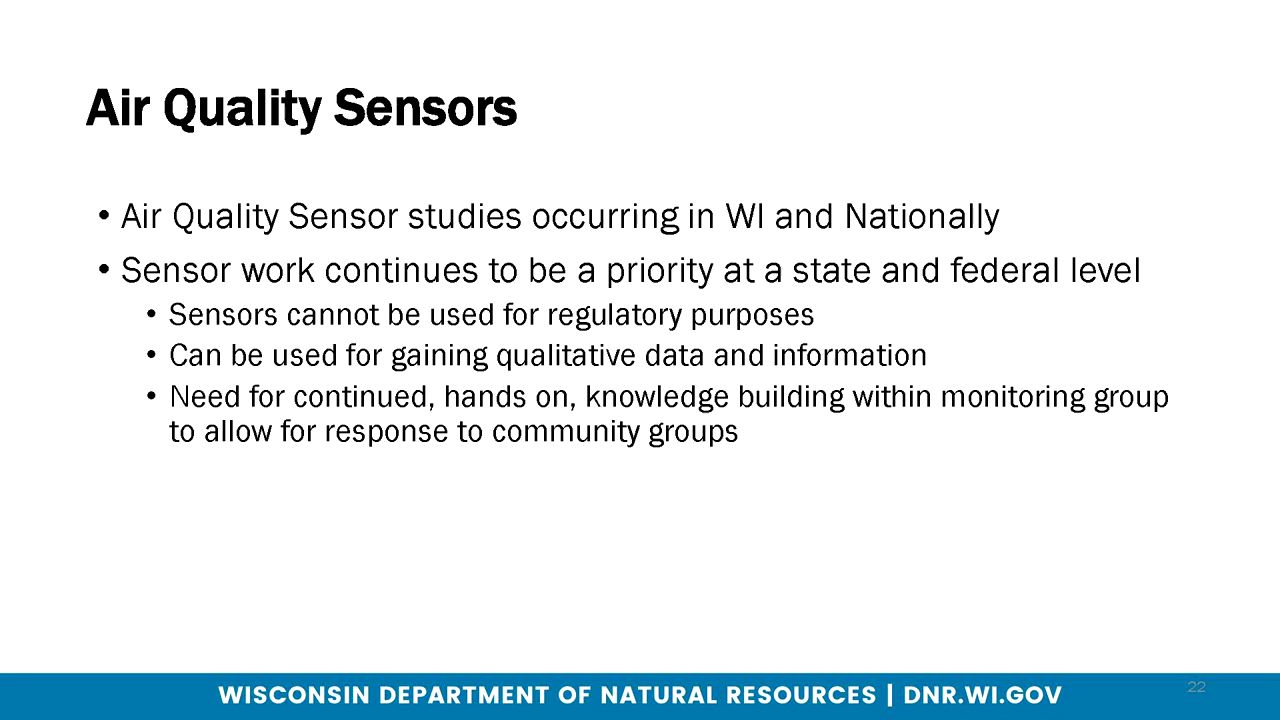 Air Quality Sensors
• Air Quality Sensor studies occurring in WI and Nationally
• Sensor work continues to be a priority at a state and federal level
• Sensors cannot be used for regulatory purposes
• Can be used for gaining qualitative data and information
• Need for continued, hands on, knowledge building within monitoring group
to allow for response to community groups
WISCONSIN DEPARTMENT OF NATURAL RESOURCES | DNR.WI.GOV
22